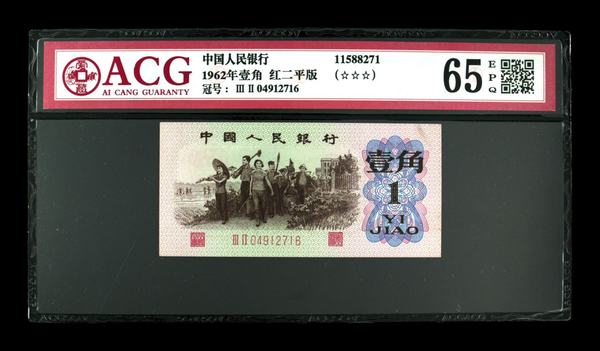 ACG
AI CANG GUARANTY
中国人民银行
1962年壹角 红二平版
冠号： III II 04912716
11588271
(☆☆☆)
65
E
P
Q
中國人民銀行
III II 04912716
壹角
1
YI
JIAO